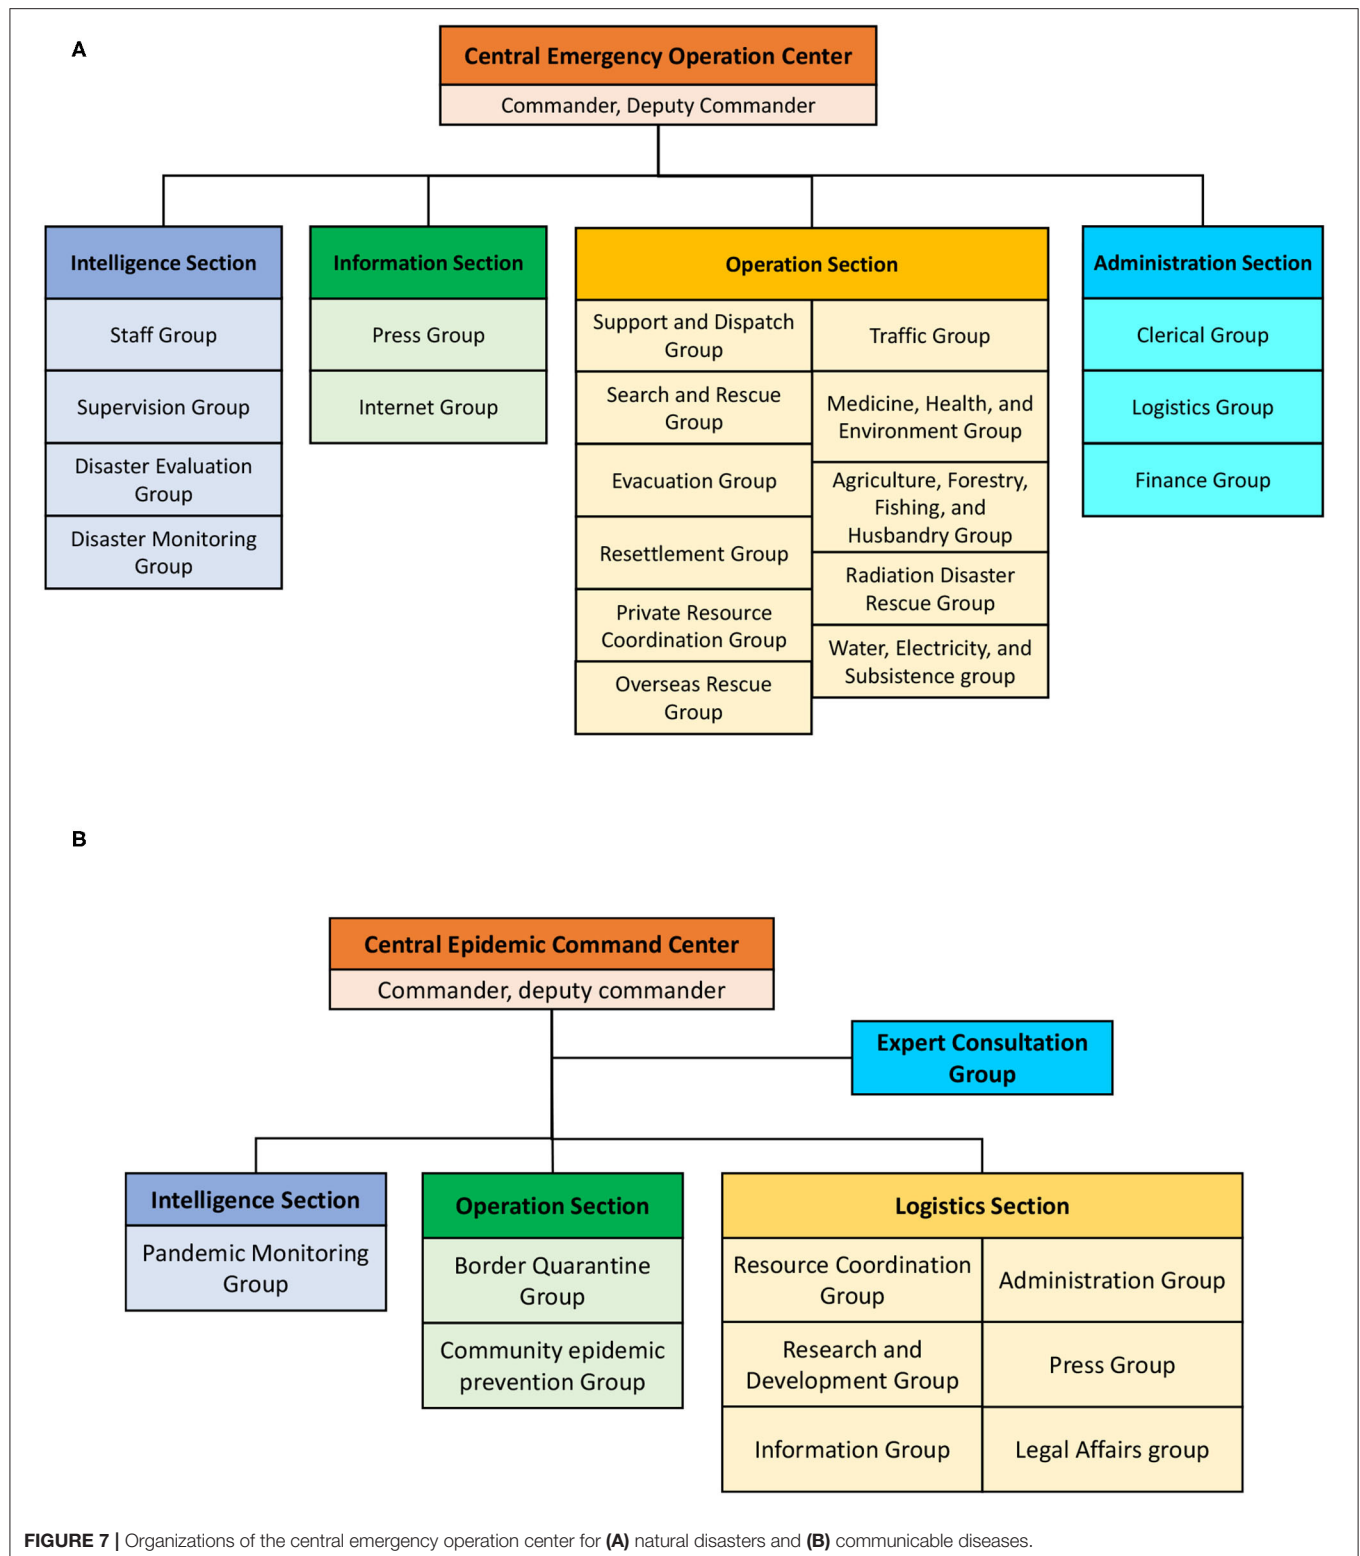 A
Central Emergency Operation Center
Commander, Deputy Commander
Intelligence Section
Staff Group
Supervision Group
Disaster Evaluation
Group
Disaster Monitoring
Group
Information Section
Press Group
Internet Group
Operation Section
Support and Dispatch
Group
Search and Rescue
Group
Evacuation Group
Resettlement Group
Private Resource
Coordination Group
Overseas Rescue
Group
Traffic Group
Medicine, Health, and
Environment Group
Agriculture, Forestry,
Fishing, and
Husbandry Group
Radiation Disaster
Rescue Group
Water, Electricity, and
Subsistence group
Administration Section
Clerical Group
Logistics Group
Finance Group
B
Central Epidemic Command Center
Commander, deputy commander
Expert Consultation
Group
Intelligence Section
Pandemic Monitoring
Group
Operation Section
Border Quarantine
Group
Community epidemic
prevention Group
Logistics Section
Resource Coordination
Group
Research and
Development Group
Information Group
Administration Group
Press Group
Legal Affairs group
FIGURE 7 | Organizations of the central emergency operation center for (A) natural disasters and (B) communicable diseases.